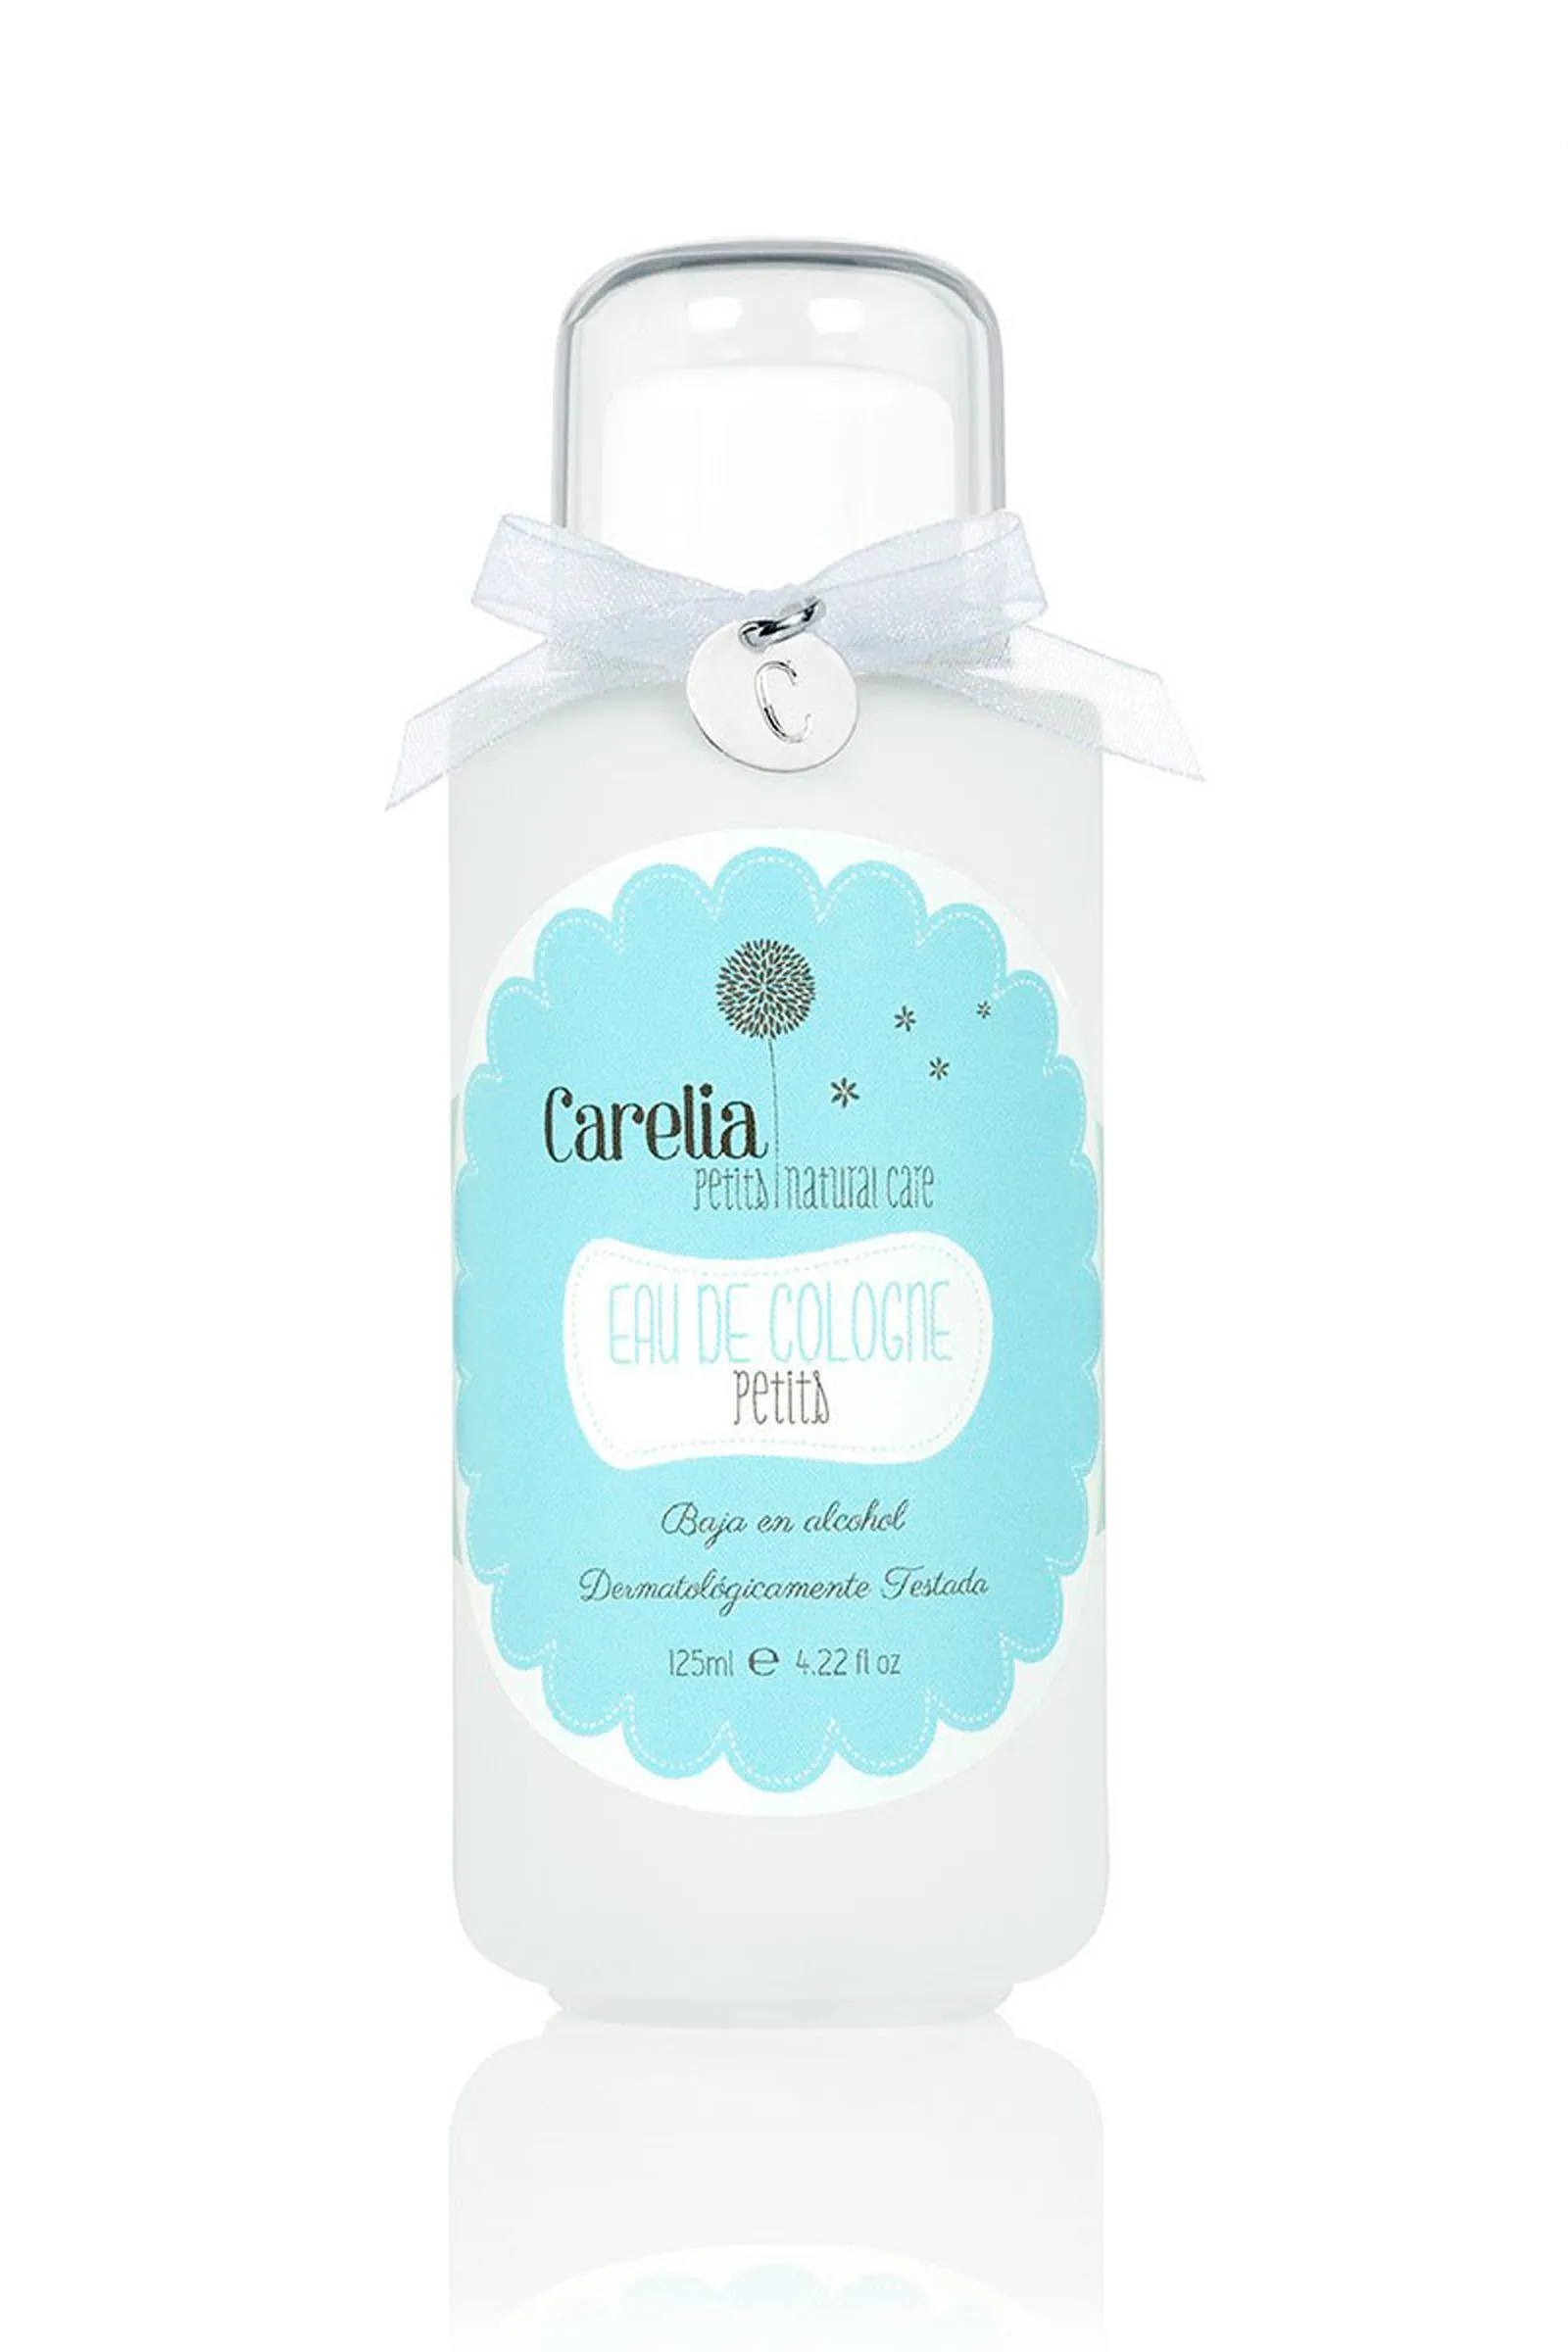 C
Carelia
petits natural care
EAU DE COLOGNE
petits
Baja en alcohol
Dermatológicamente Testada
125ml ℮ 4.22 fl oz